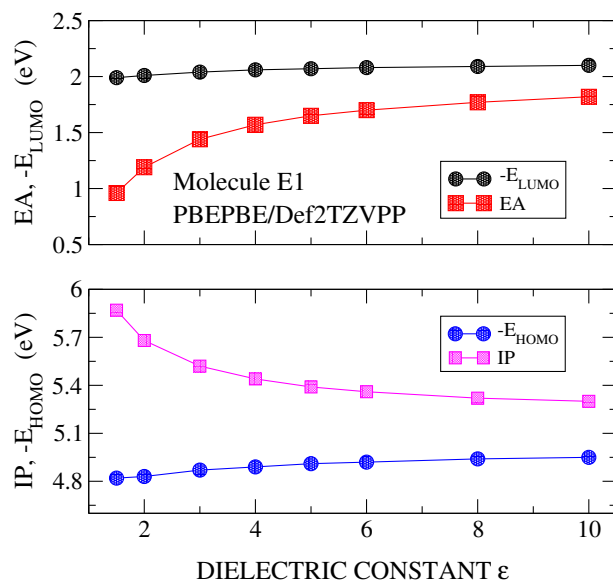 2.5
2
1.5
1
0.5
EA, -E_LUMO (eV)
-E_LUMO
EA
Molecule E1
PBEPBE/Def2TZVPP
6
5.7
5.4
5.1
4.8
IP, -E_HOMO (eV)
-E_HOMO
IP
2
4
6
8
10
DIELECTRIC CONSTANT ε